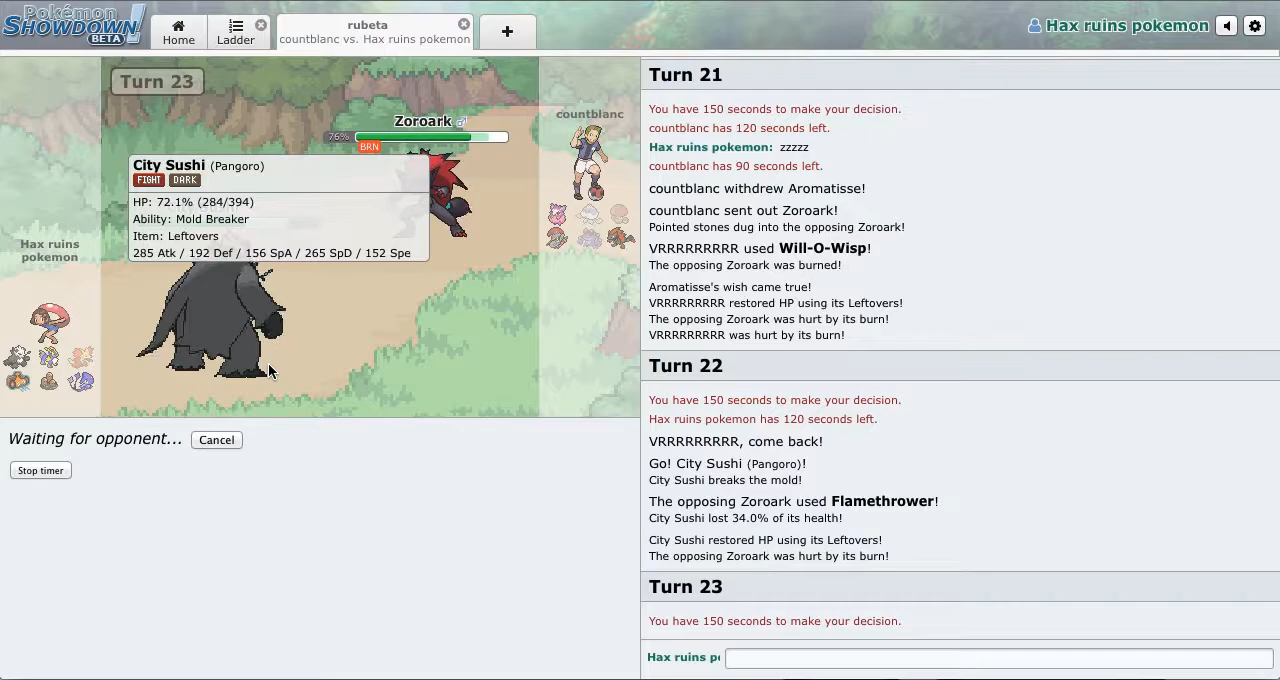 Pokémon
SHOWDOWN!
BETA
Home
Ladder
rubeta
countblanc vs. Hax ruins pokemon
+
Hax ruins pokemon
Turn 23
Zoroark ♂
76%
BRN
countblanc
City Sushi (Pangoro)
FIGHT DARK
HP: 72.1% (284/394)
Ability: Mold Breaker
Item: Leftovers
285 Atk / 192 Def / 156 SpA / 265 SpD / 152 Spe
Hax ruins
pokemon
Waiting for opponent... Cancel
Stop timer
Turn 21
You have 150 seconds to make your decision.
countblanc has 120 seconds left.
Hax ruins pokemon: zzzzz
countblanc has 90 seconds left.
countblanc withdrew Aromatisse!
countblanc sent out Zoroark!
Pointed stones dug into the opposing Zoroark!
VRRRRRRRRR used Will-O-Wisp!
The opposing Zoroark was burned!
Aromatisse's wish came true!
VRRRRRRRRR restored HP using its Leftovers!
The opposing Zoroark was hurt by its burn!
VRRRRRRRRR was hurt by its burn!
Turn 22
You have 150 seconds to make your decision.
Hax ruins pokemon has 120 seconds left.
VRRRRRRRRR, come back!
Go! City Sushi (Pangoro)!
City Sushi breaks the mold!
The opposing Zoroark used Flamethrower!
City Sushi lost 34.0% of its health!
City Sushi restored HP using its Leftovers!
The opposing Zoroark was hurt by its burn!
Turn 23
You have 150 seconds to make your decision.
Hax ruins po